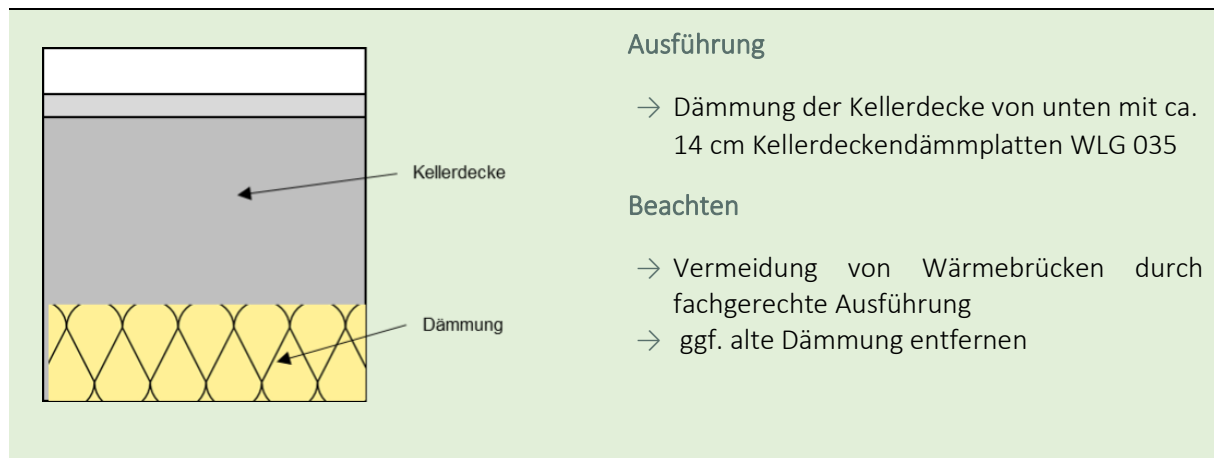 Kellerdecke
Dämmung
Ausführung
→ Dämmung der Kellerdecke von unten mit ca.
14 cm Kellerdeckendämmplatten WLG 035
Beachten
→ Vermeidung von Wärmebrücken durch
fachgerechte Ausführung
→ ggf. alte Dämmung entfernen